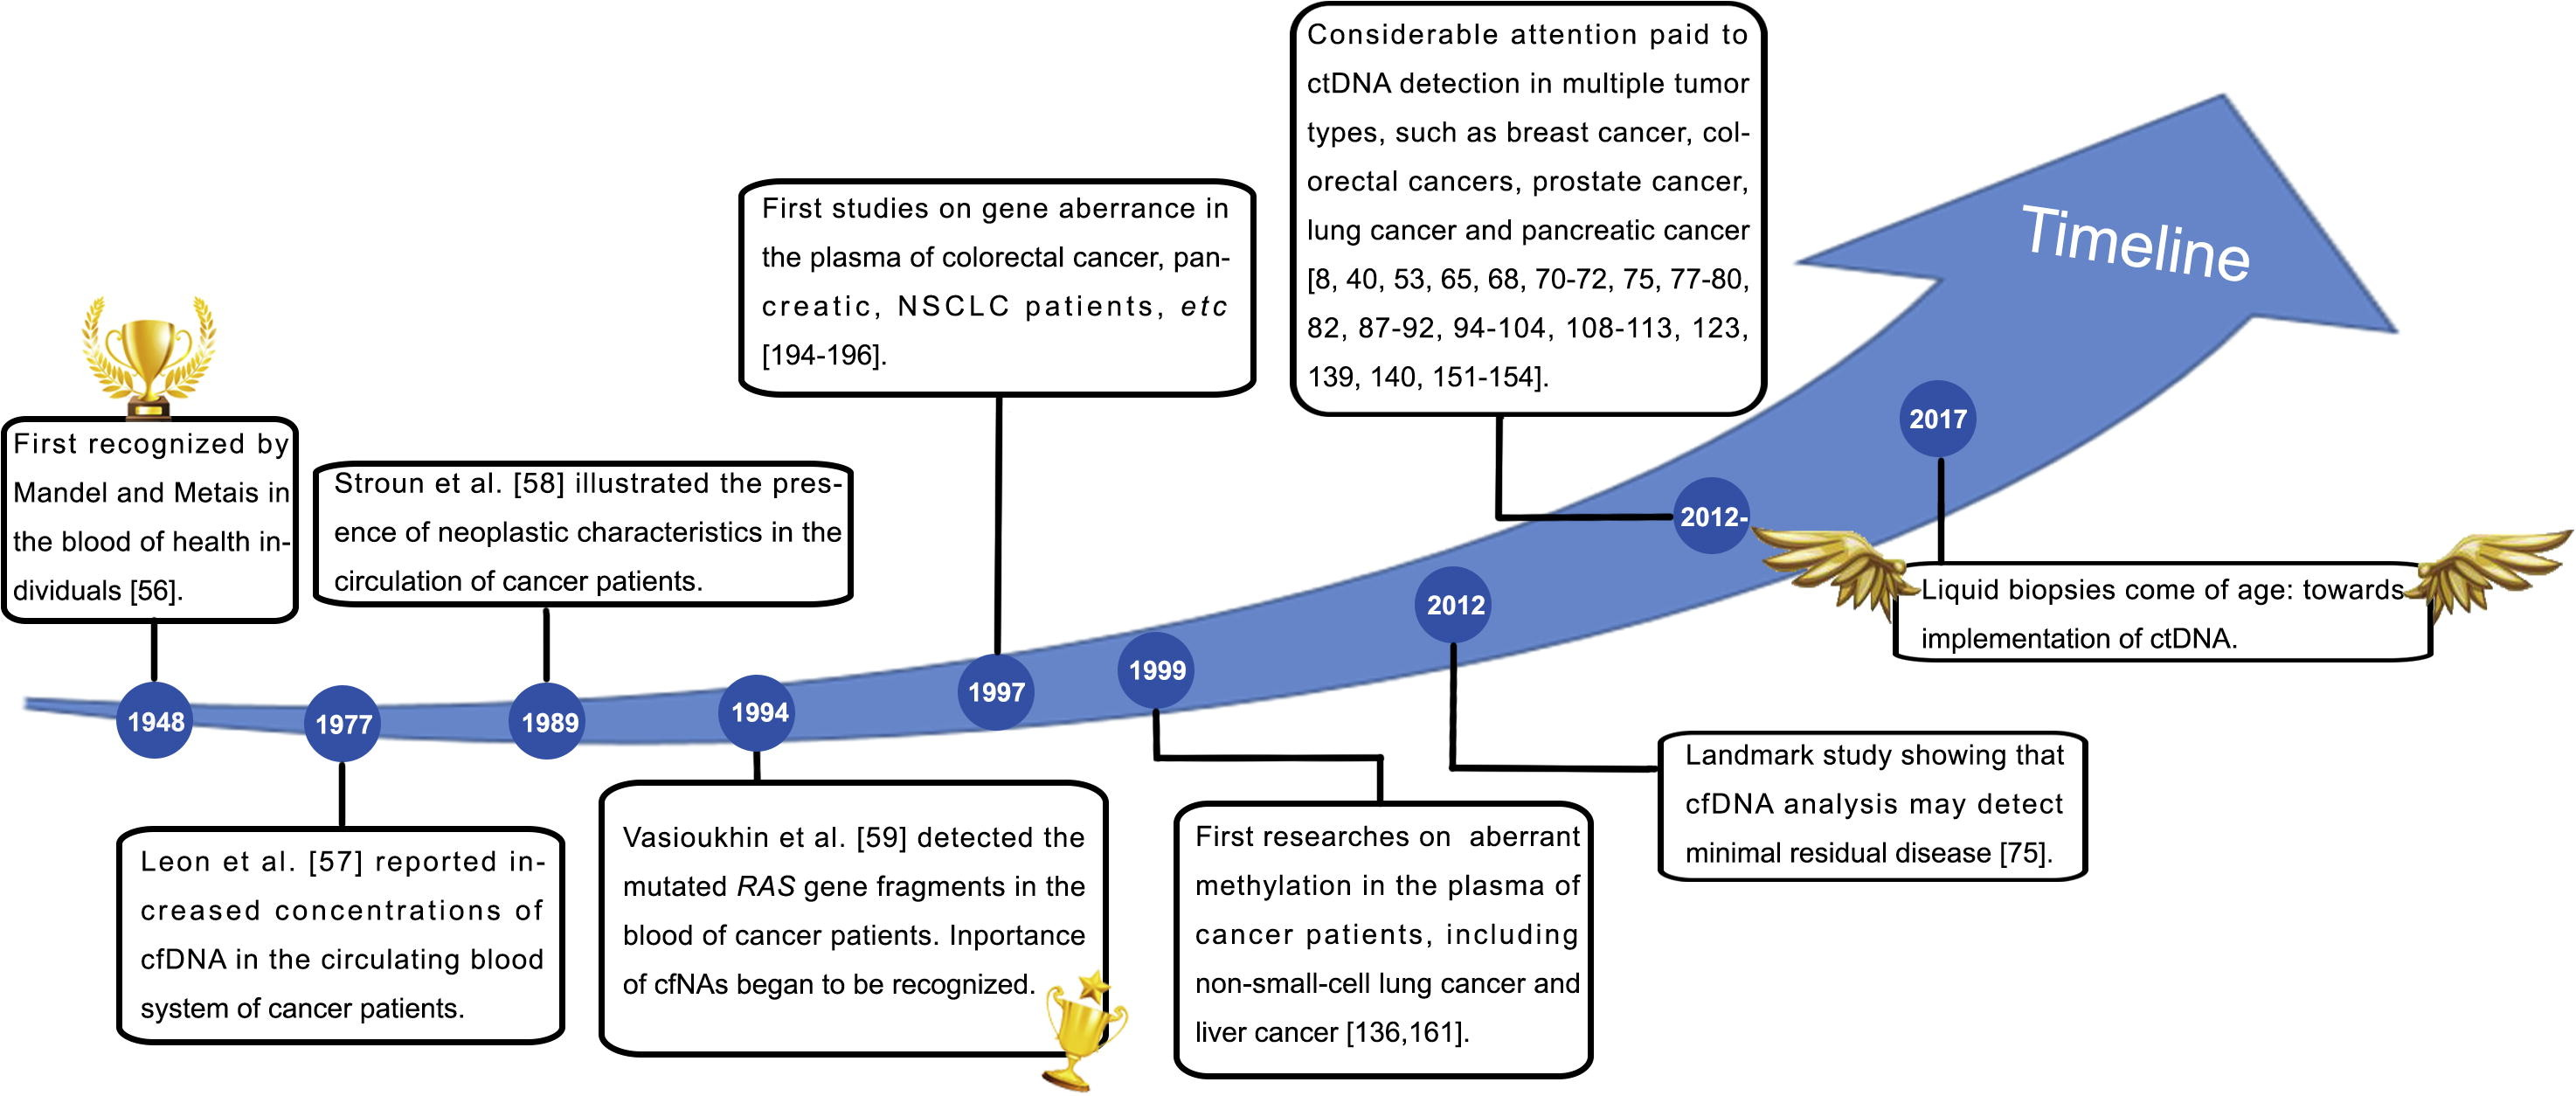 First recognized by
Mandel and Metais in
the blood of health in-
dividuals [56].
1948
Leon et al. [57] reported in-
creased concentrations of
cfDNA in the circulating blood
system of cancer patients.
1977
Stroun et al. [58] illustrated the pres-
ence of neoplastic characteristics in the
circulation of cancer patients.
1989
Vasioukhin et al. [59] detected the
mutated RAS gene fragments in the
blood of cancer patients. Inportance
of cfNAs began to be recognized.
1994
First studies on gene aberrance in
the plasma of colorectal cancer, pan-
creatic, NSCLC patients, etc
[194-196].
1997
First researches on aberrant
methylation in the plasma of
cancer patients, including
non-small-cell lung cancer and
liver cancer [136,161].
1999
Landmark study showing that
cfDNA analysis may detect
minimal residual disease [75].
2012
Considerable attention paid to
ctDNA detection in multiple tumor
types, such as breast cancer, col-
orectal cancers, prostate cancer,
lung cancer and pancreatic cancer
[8, 40, 53, 65, 68, 70-72, 75, 77-80,
82, 87-92, 94-104, 108-113, 123,
139, 140, 151-154].
2012-
2017
Liquid biopsies come of age: towards
implementation of ctDNA.
Timeline